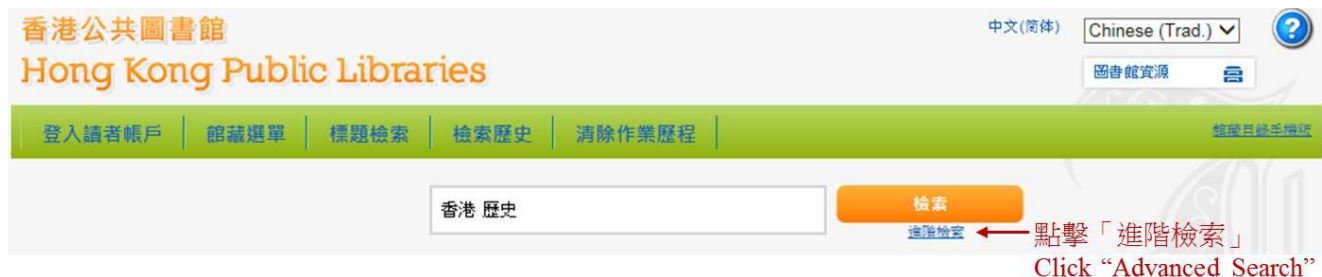 香港公共圖書館
Hong Kong Public Libraries
中文(简体)
Chinese (Trad.)
圖書館資源
登入讀者帳戶
館藏選單
標題檢索
檢索歷史
清除作業歷程
館藏目錄手機版
香港 歷史
檢索
進階檢索
點擊「進階檢索」
Click “Advanced Search”